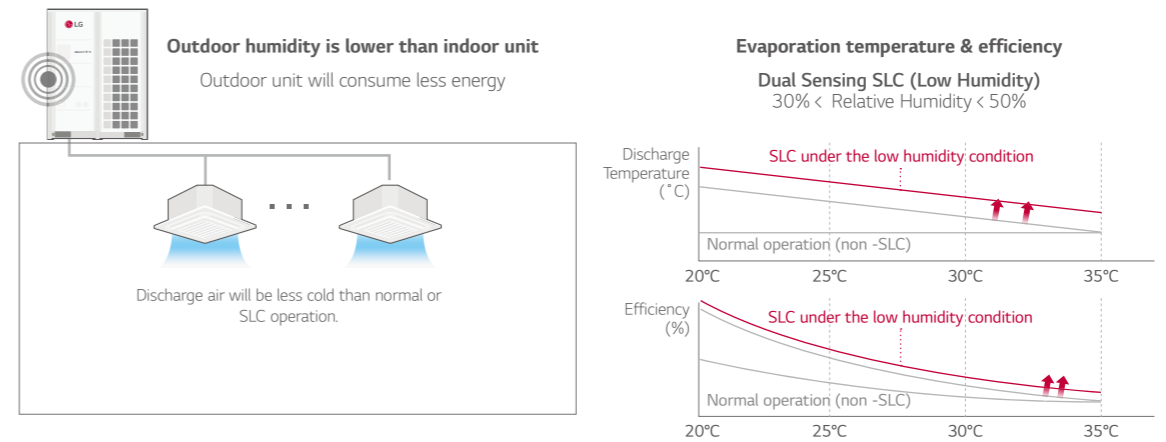 LG
Outdoor humidity is lower than indoor unit
Outdoor unit will consume less energy
Discharge air will be less cold than normal or
SLC operation.
Evaporation temperature & efficiency
Dual Sensing SLC (Low Humidity)
30% < Relative Humidity < 50%
Discharge
Temperature
(˚C)
SLC under the low humidity condition
Normal operation (non -SLC)
20°C 25°C 30°C 35°C
Efficiency
(%)
SLC under the low humidity condition
Normal operation (non -SLC)
20°C 25°C 30°C 35°C